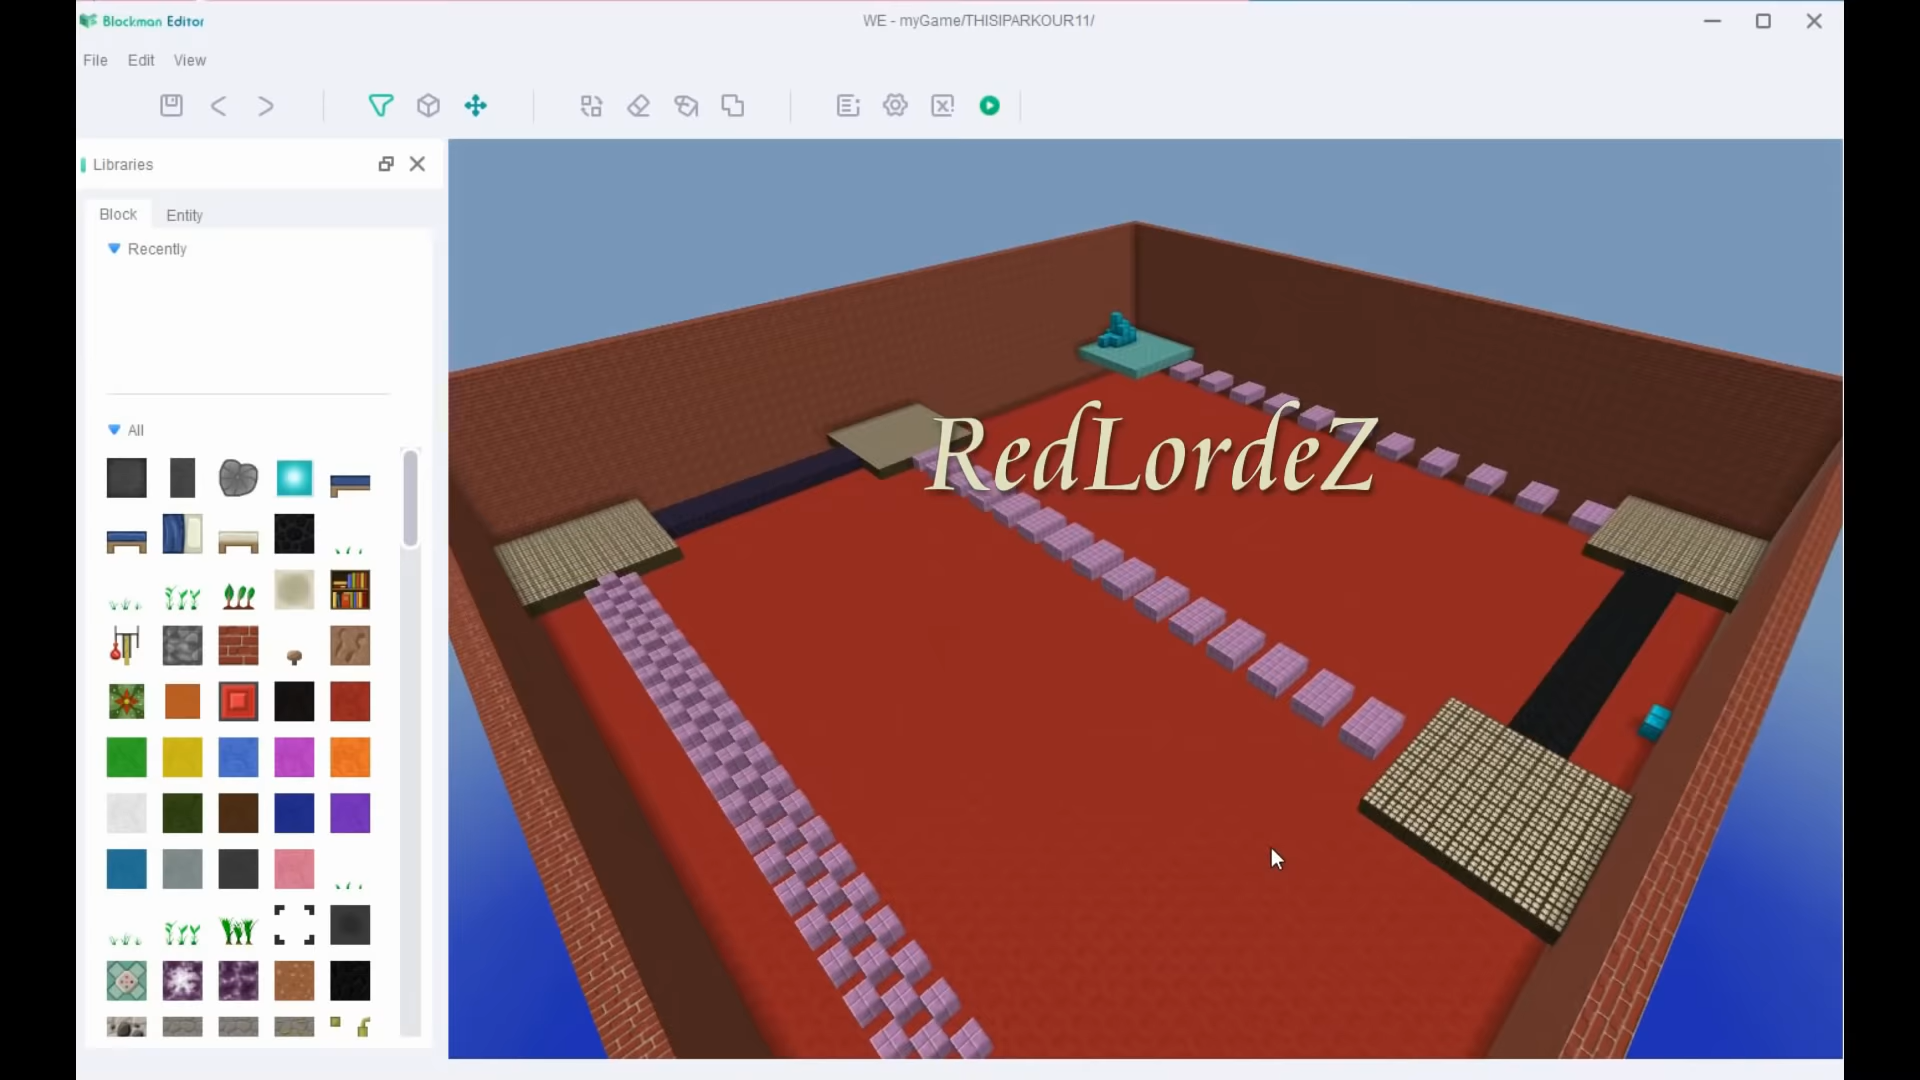 Blockman Editor
WE - myGame/THISIPARKOUR11/
File Edit View
Libraries
Block Entity
Recently
All
RedLordeZ